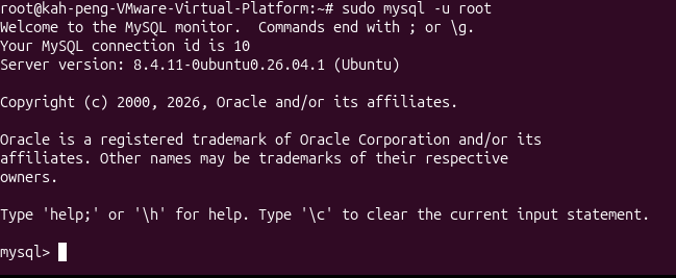 root@kah-peng-VMware-Virtual-Platform:~# sudo mysql -u root
Welcome to the MySQL monitor.  Commands end with ; or \g.
Your MySQL connection id is 10
Server version: 8.4.11-0ubuntu0.26.04.1 (Ubuntu)

Copyright (c) 2000, 2026, Oracle and/or its affiliates.

Oracle is a registered trademark of Oracle Corporation and/or its
affiliates. Other names may be trademarks of their respective
owners.

Type 'help;' or '\h' for help. Type '\c' to clear the current input statement.

mysql>